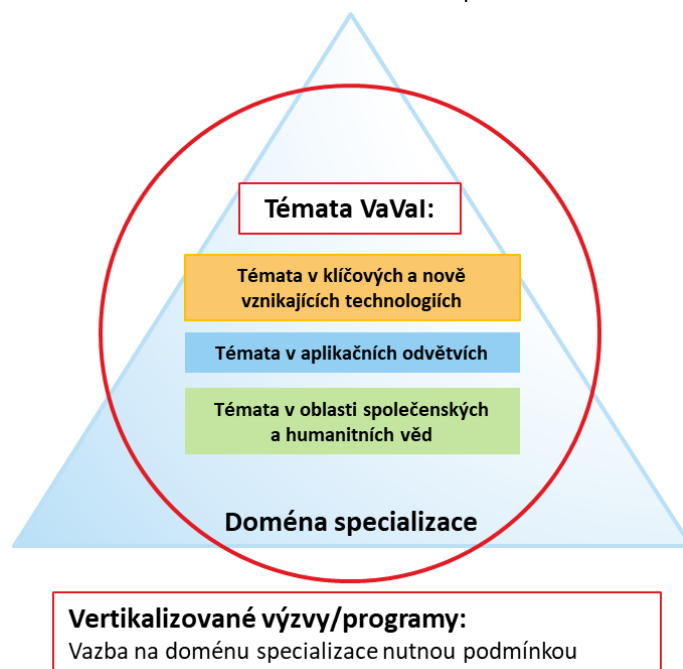 Témata VaVaI:
Témata v klíčových a nově
vznikajících technologiích
Témata v aplikačních odvětvích
Témata v oblasti společenských
a humanitních věd
Doména specializace
Vertikalizované výzvy/programy:
Vazba na doménu specializace nutnou podmínkou